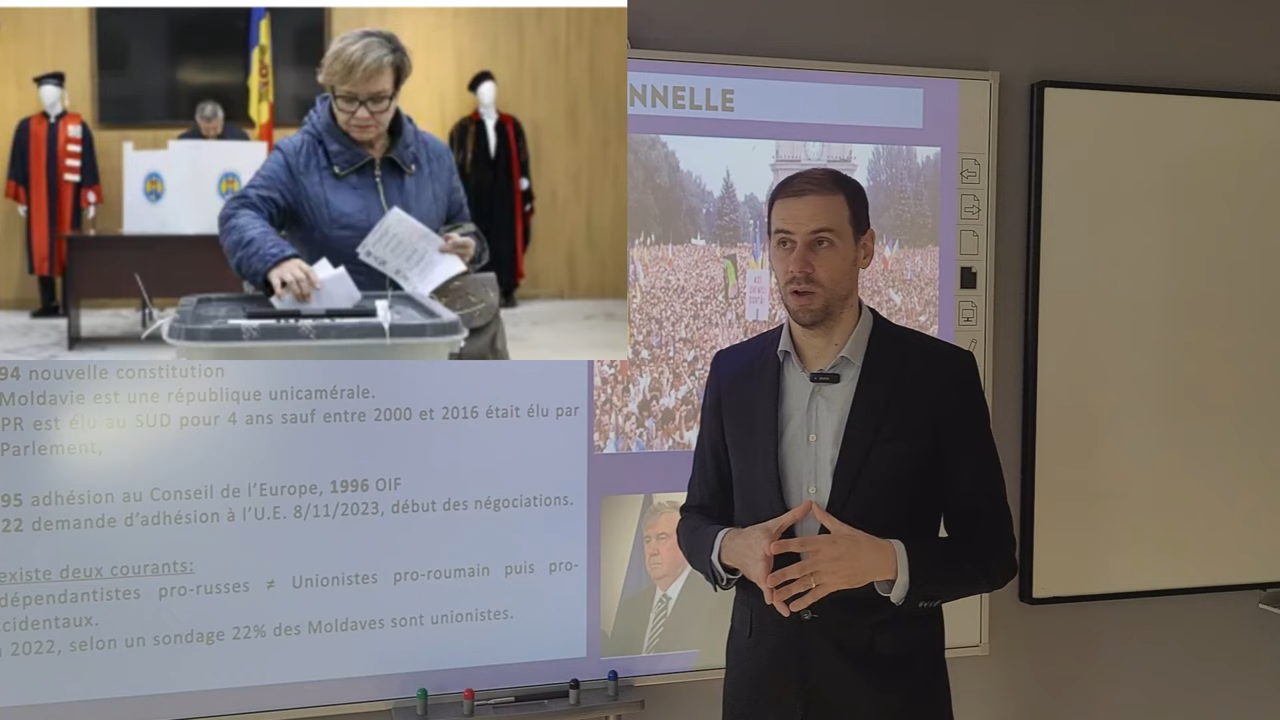 NNELLE
94 nouvelle constitution
Moldavie est une république unicamérale.
PR est élu au SUD pour 4 ans sauf entre 2000 et 2016 était élu par
Parlement,
95 adhésion au Conseil de l'Europe, 1996 OIF
22 demande d'adhésion à l'U.E. 8/11/2023, début des négociations.
existe deux courants:
dépendantistes pro-russes ≠ Unionistes pro-roumain puis pro-
ccidentaux.
2022, selon un sondage 22% des Moldaves sont unionistes.